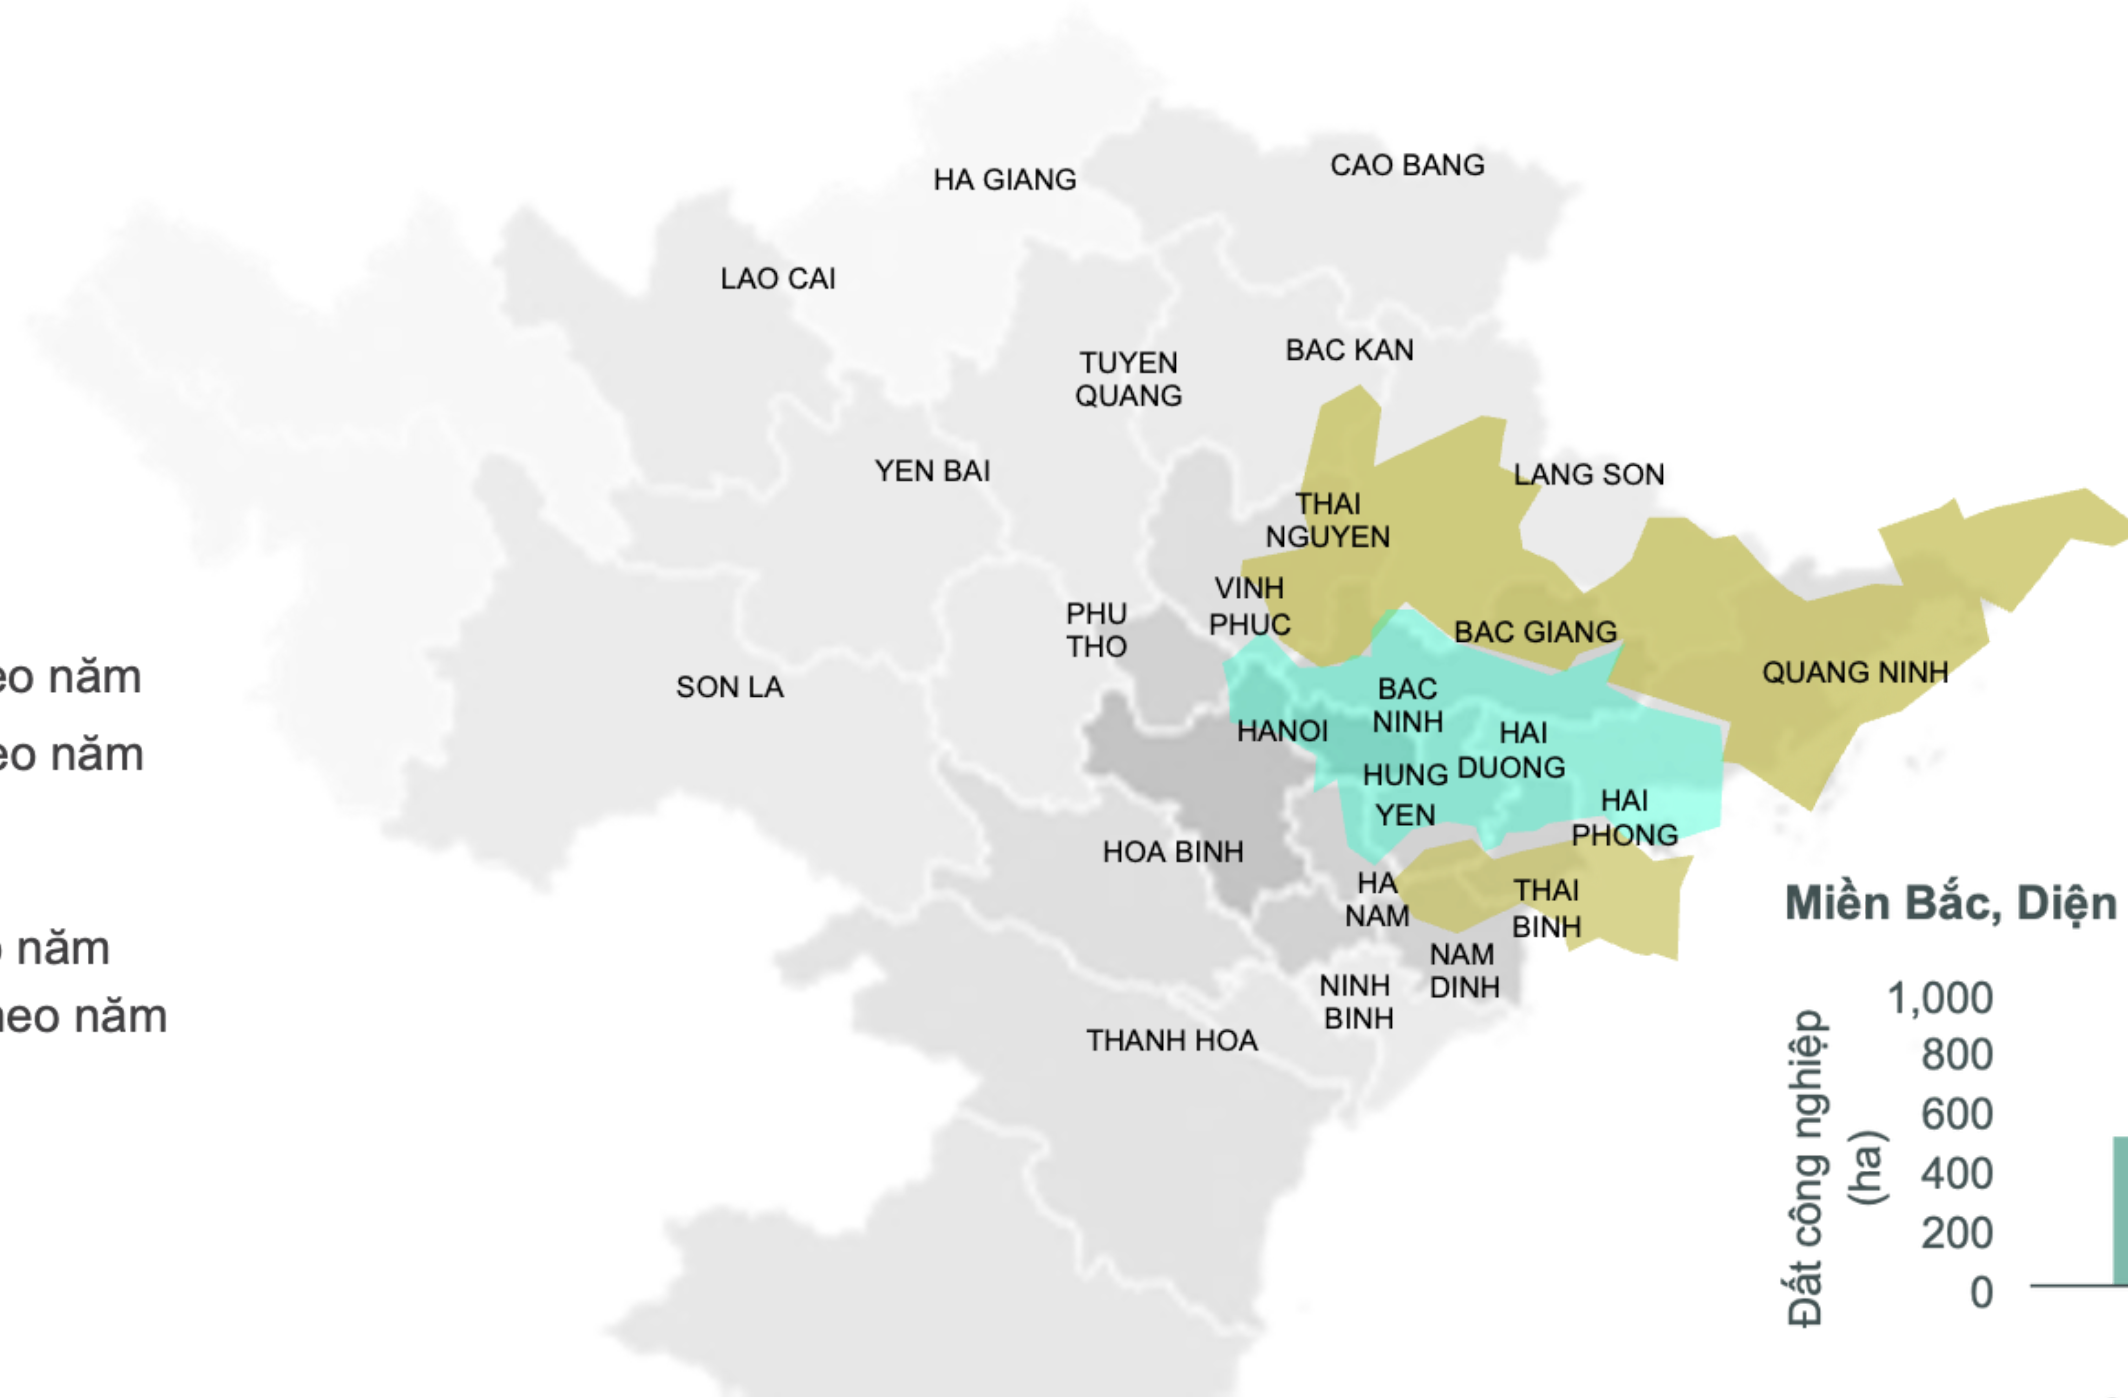 HA GIANG
CAO BANG
LAO CAI
BAC KAN
TUYEN
QUANG
YEN BAI
LANG SON
THAI
NGUYEN
VINH
PHUC
PHU
THO
BAC GIANG
eo năm
SON LA
QUANG NINH
BAC
NINH
HANOI
HAI
DUONG
eo năm
HUNG
YEN
HAI
PHONG
HOA BINH
HA
NAM
THAI
BINH
Miền Bắc, Diện
năm
NAM
DINH
NINH
BINH
eo năm
THANH HOA
Đất công nghiệp
(ha)
1,000
800
600
400
200
0